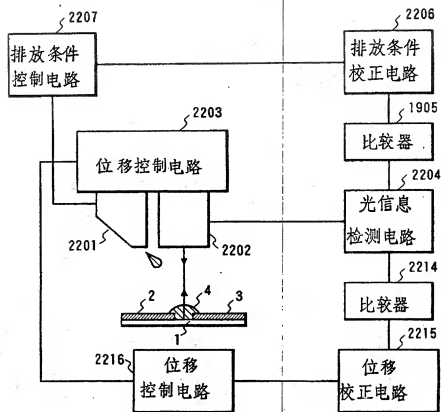 2207
2206
排放条件
控制电路
排放条件
校正电路
2203
1905
位移控制电路
比较器
2204
光信息
检测电路
2201
2202
2214
2
4
3
比较器
1
2215
2216
位移
控制电路
位移
校正电路